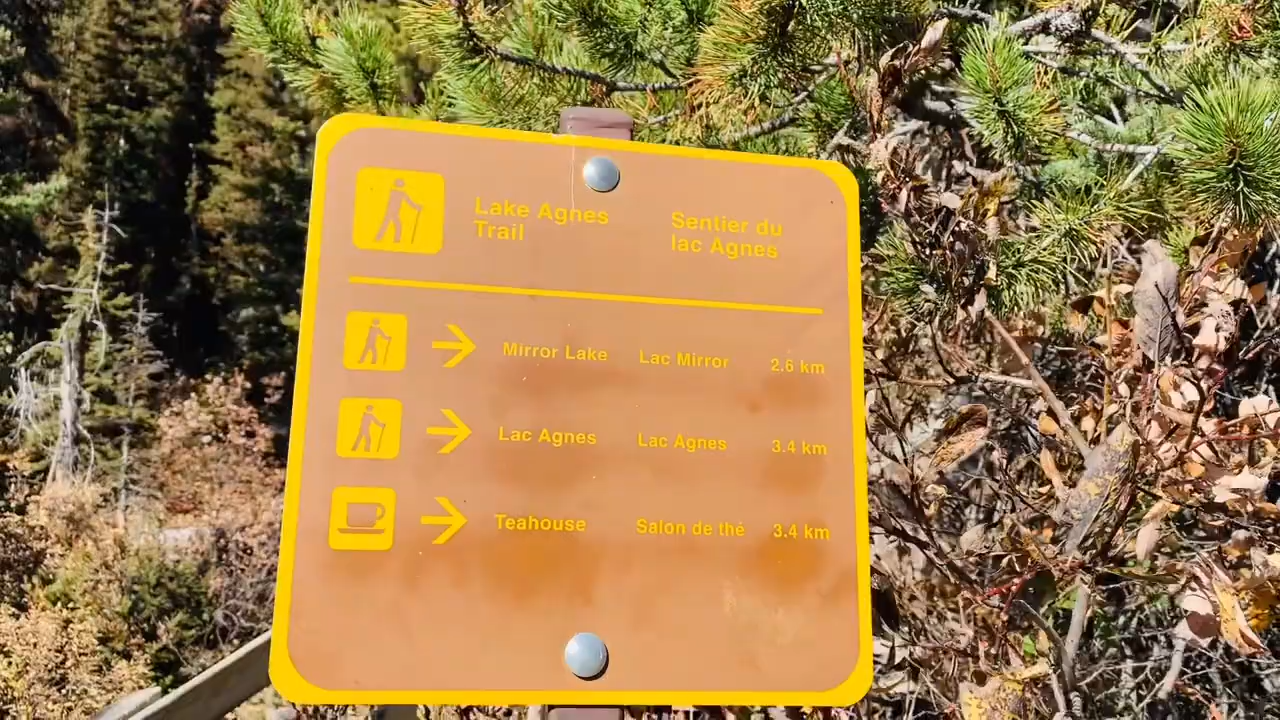 Lake Agnes
Trail
Sentier du
lac Agnes
Mirror Lake Lac Mirror 2.6 km
Lac Agnes Lac Agnes 3.4 km
Teahouse Salon de thé 3.4 km